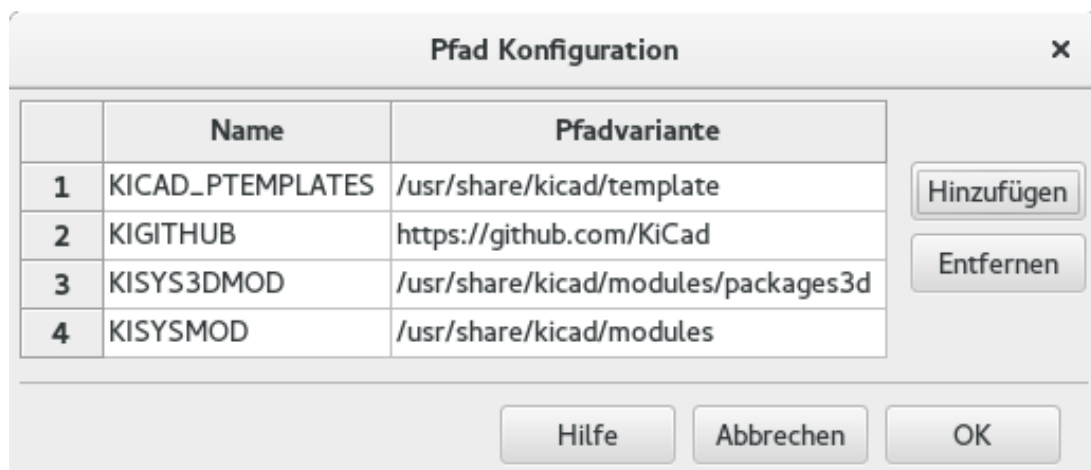 Pfad Konfiguration ×
Name Pfadvariante
1 KICAD_PTEMPLATES /usr/share/kicad/template
2 KIGITHUB https://github.com/KiCad
3 KISYS3DMOD /usr/share/kicad/modules/packages3d
4 KISYSMOD /usr/share/kicad/modules
Hinzufügen
Entfernen
Hilfe Abbrechen OK